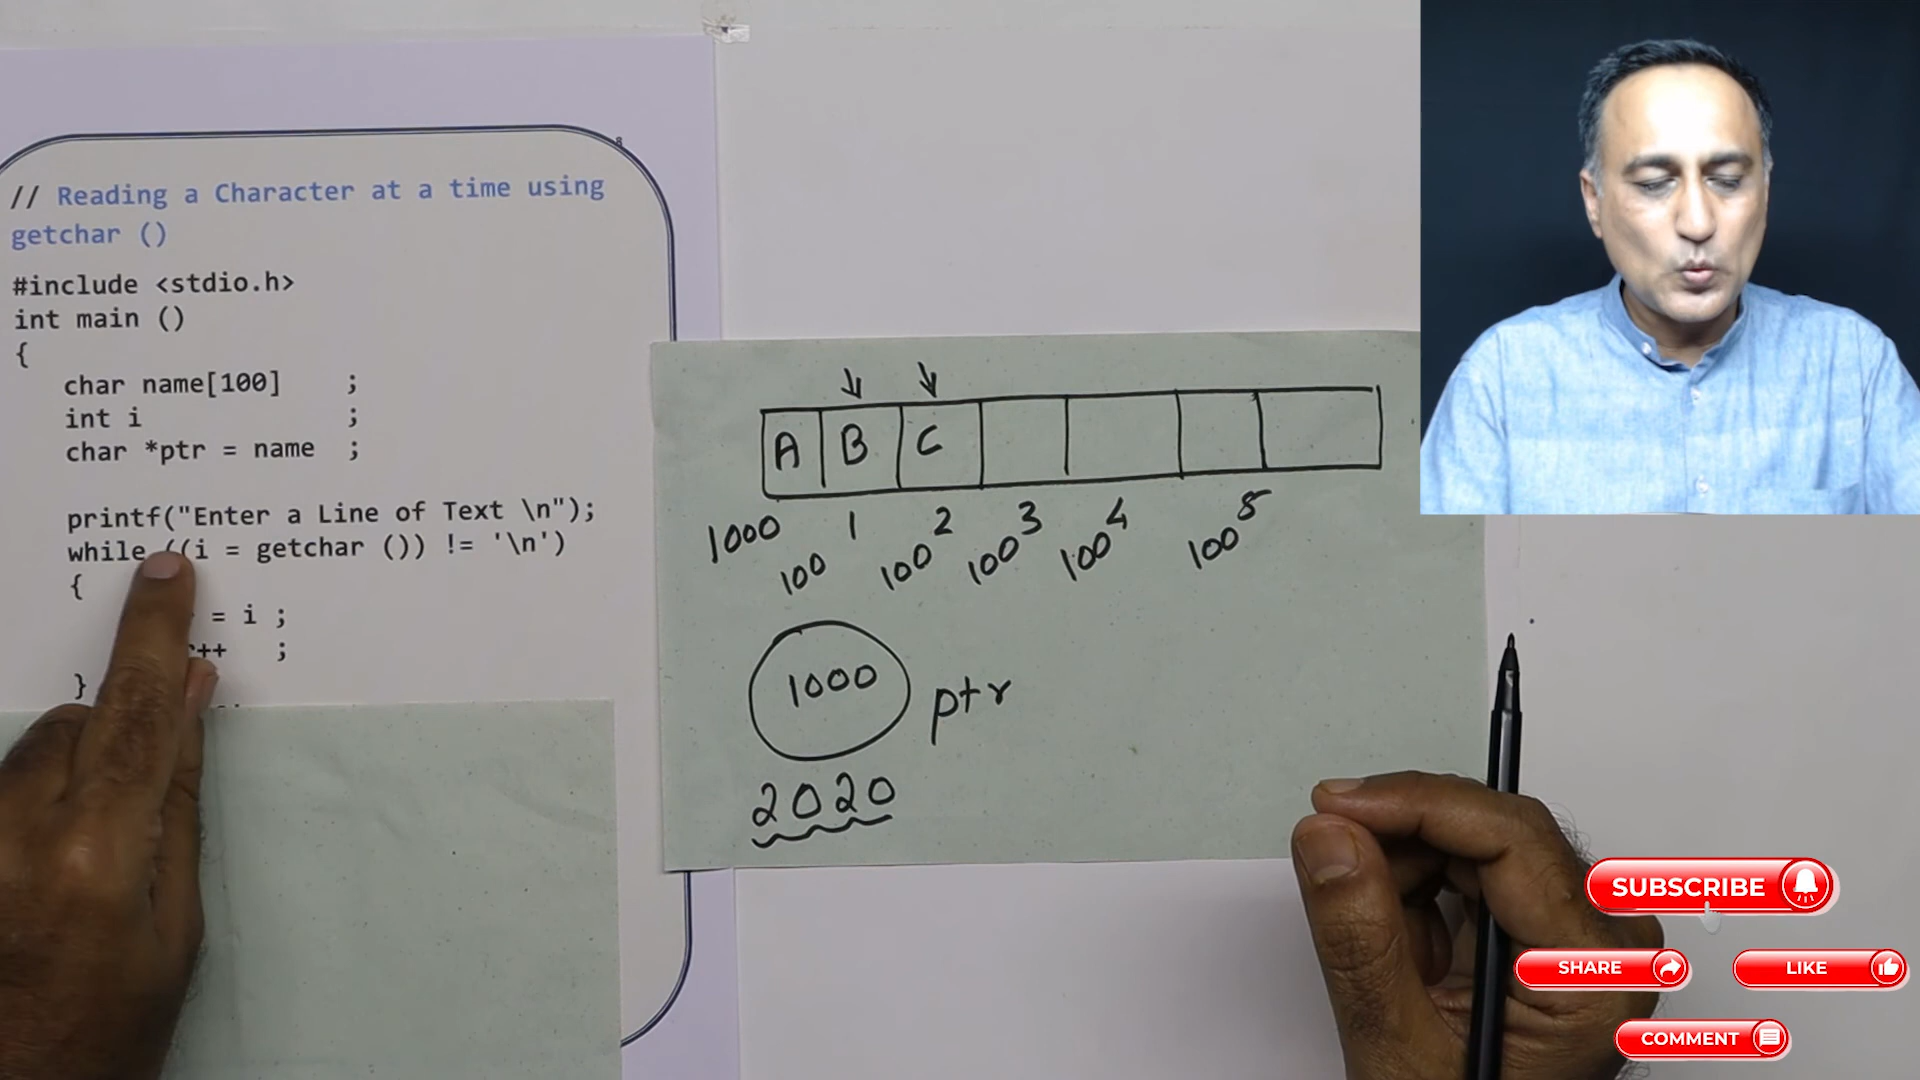 // Reading a Character at a time using
getchar ()
#include <stdio.h>
int main ()
{
char name[100] ;
int i ;
char *ptr = name ;
printf("Enter a Line of Text \n");
while ((i = getchar ()) != '\n')
{
= i ;
++ ;
}
A B C
1000 100 1 100 2 100 3 100 4 100 5
1000
ptr
2020
SUBSCRIBE
SHARE
LIKE
COMMENT